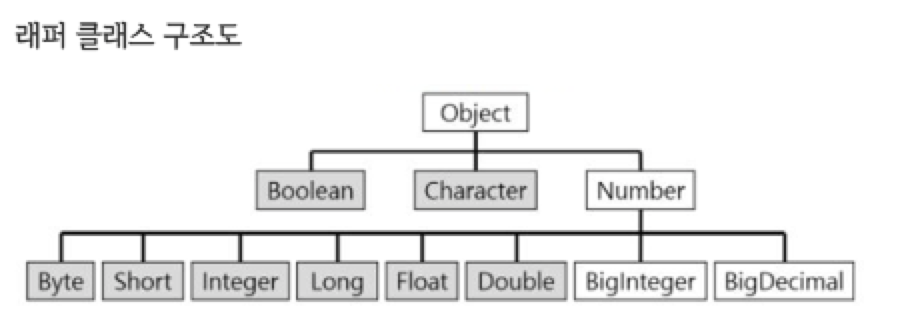 래퍼 클래스 구조도
Object
Boolean Character Number
Byte Short Integer Long Float Double BigInteger BigDecimal